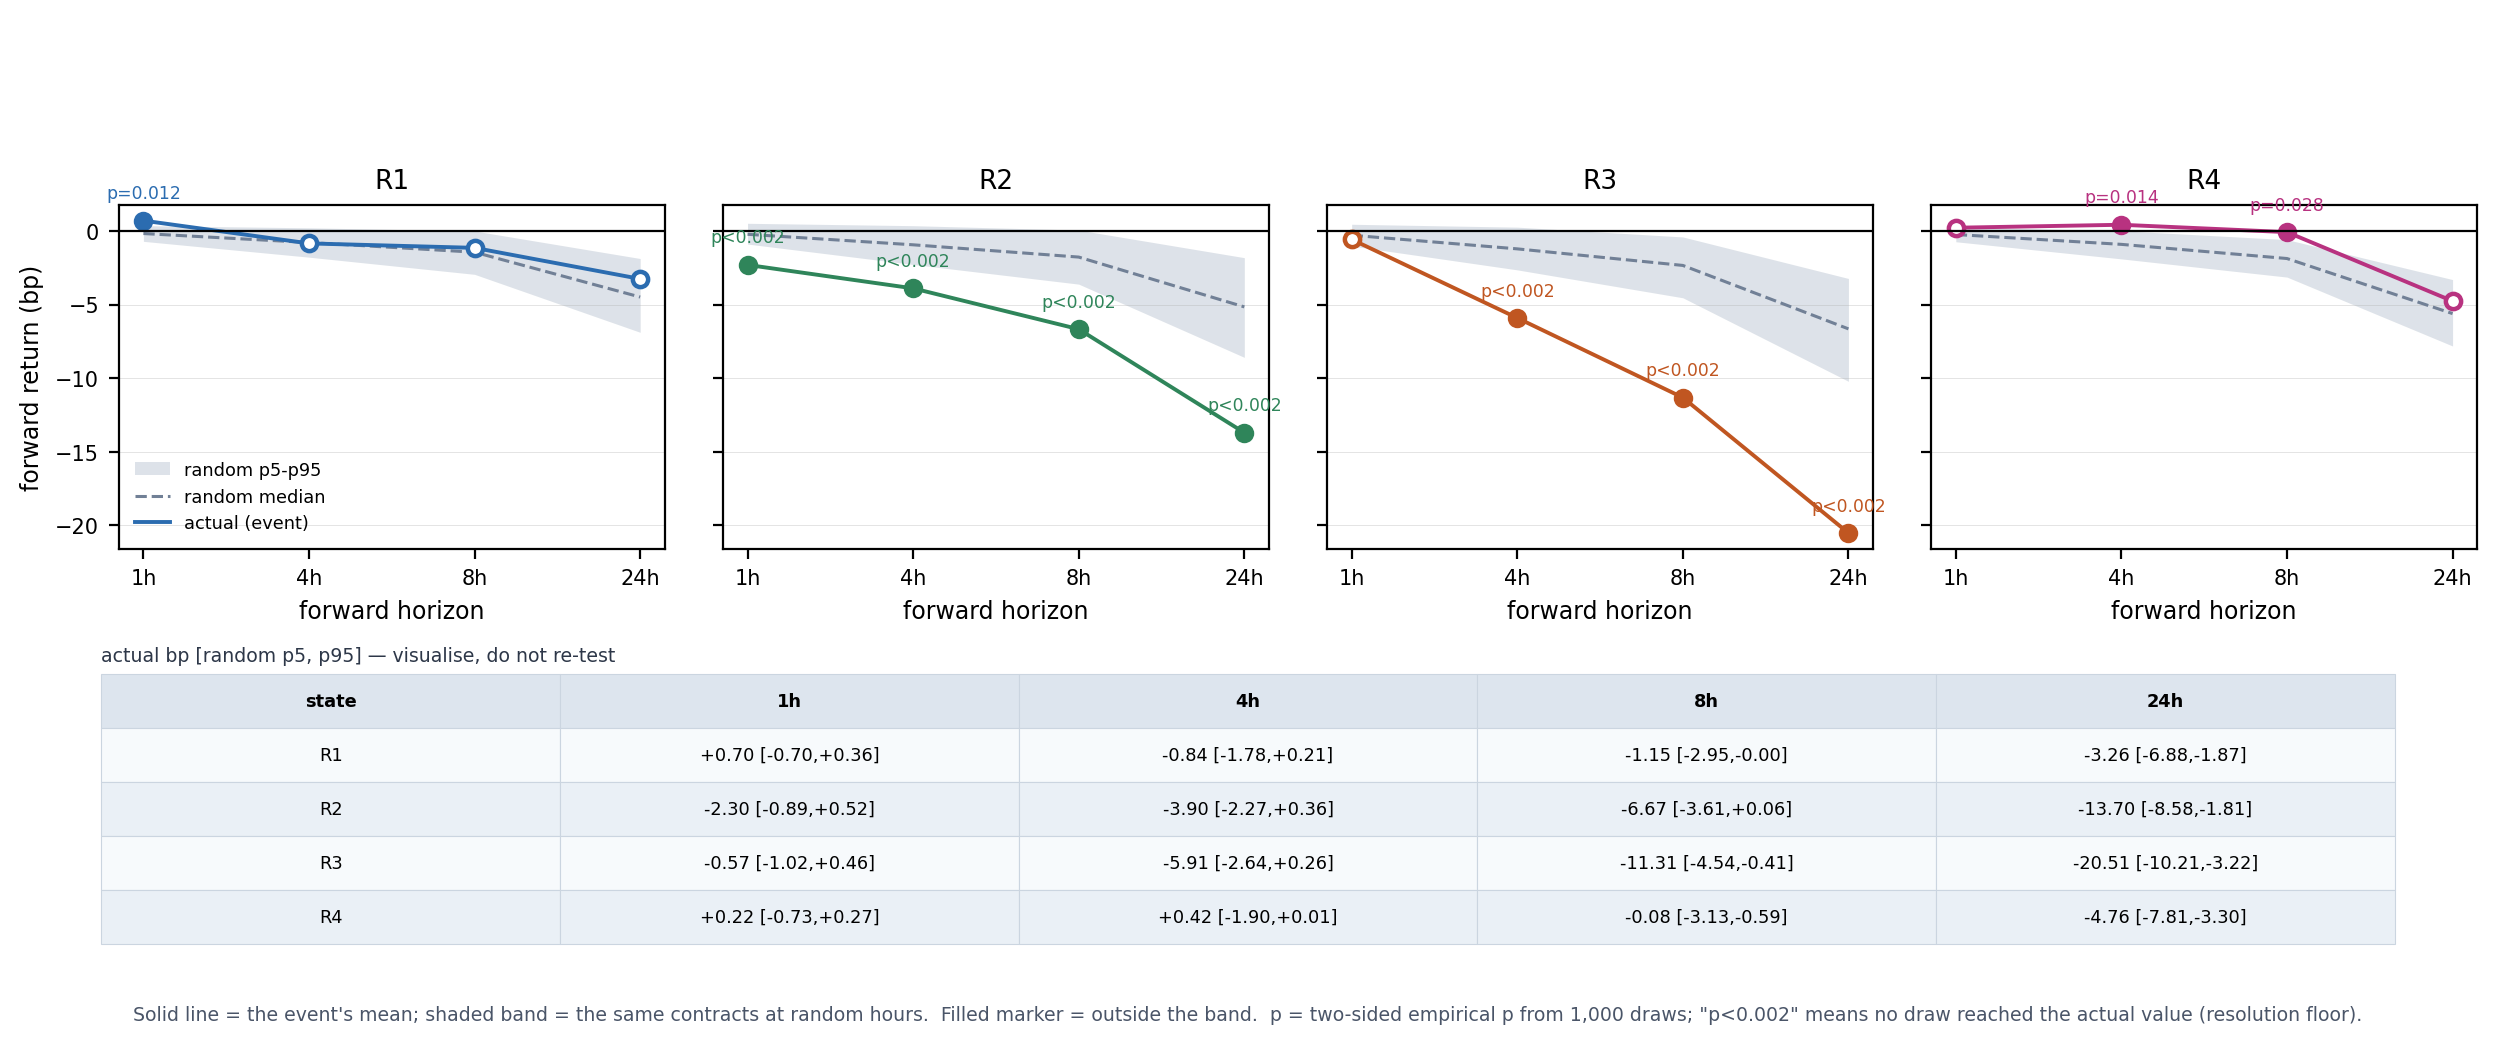 R1
R2
R3
R4
p=0.012
p<0.002
p<0.002
p<0.002
p<0.002
p<0.002
p<0.002
p<0.002
p=0.014
p=0.028
forward return (bp)
0
−5
−10
−15
−20
random p5-p95
random median
actual (event)
1h 4h 8h 24h
1h 4h 8h 24h
1h 4h 8h 24h
1h 4h 8h 24h
forward horizon
forward horizon
forward horizon
forward horizon
actual bp [random p5, p95] — visualise, do not re-test
state 1h 4h 8h 24h
R1 +0.70 [-0.70,+0.36] -0.84 [-1.78,+0.21] -1.15 [-2.95,-0.00] -3.26 [-6.88,-1.87]
R2 -2.30 [-0.89,+0.52] -3.90 [-2.27,+0.36] -6.67 [-3.61,+0.06] -13.70 [-8.58,-1.81]
R3 -0.57 [-1.02,+0.46] -5.91 [-2.64,+0.26] -11.31 [-4.54,-0.41] -20.51 [-10.21,-3.22]
R4 +0.22 [-0.73,+0.27] +0.42 [-1.90,+0.01] -0.08 [-3.13,-0.59] -4.76 [-7.81,-3.30]
Solid line = the event's mean; shaded band = the same contracts at random hours.  Filled marker = outside the band.  p = two-sided empirical p from 1,000 draws; "p<0.002" means no draw reached the actual value (resolution floor).